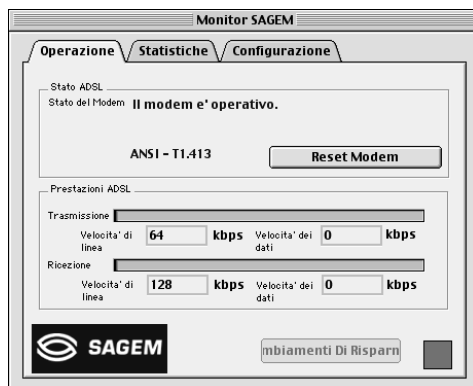 Monitor SAGEM
Operazione Statistiche Configurazione
Stato ADSL
Stato del Modem Il modem e' operativo.
ANSI - T1.413 Reset Modem
Prestazioni ADSL
Trasmissione
Velocita' di linea 64 kbps Velocita' dei dati 0 kbps
Ricezione
Velocita' di linea 128 kbps Velocita' dei dati 0 kbps
SAGEM
mbiamenti Di Risparn